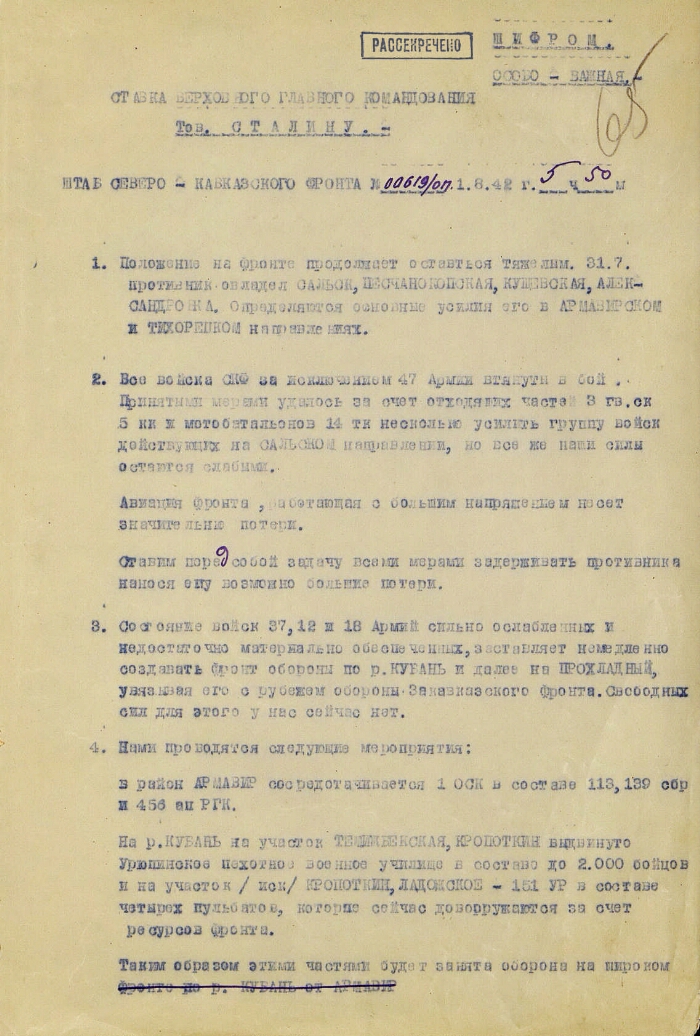 РАССЕКРЕЧЕНО
ШИФРОМ.
ОСОБО - ВАЖНАЯ.-
65
СТАВКА ВЕРХОВНОГО ГЛАВНОГО КОМАНДОВАНИЯ
Тов. СТАЛИНУ. -
ШТАБ СЕВЕРО - КАВКАЗСКОГО ФРОНТА № 00619/оп. 1.8.42 г. 5 ч 50 м
1. Положение на фронте продолжает оставться тяжелым. 31.7.
противник овладел САЛЬСК, ПЕСЧАНОКОПСКАЯ, КУЩЕВСКАЯ, АЛЕК-
САНДРОВКА. Определяются основные усилия его в АРМАВИРСКОМ
и ТИХОРЕЦКОМ направлениях.
2. Все войска СКФ за исключением 47 Армии втянуты в бой .
Принятыми мерами удалось за счет отходящих частей 3 гв.ск
5 кк и мотобатальонов 14 тк несколько усилить группу войск
действующих на САЛЬСКОМ направлении, но все же наши силы
остаются слабыми.
Авиация фронта , работающая с большим напряжением несет
значительню потери.
Ставим перед собой задачу всеми мерами задерживать противника
нанося ему возможно большие потери.
3. Состояние войск 37,12 и 18 Армий сильно ослабленных и
недостаточно материально обеспеченных, заставляет немедленно
создавать фронт обороны по р.КУБАНЬ и далее на ПРОХЛАДНЫЙ,
увязывая его с рубежем обороны Закавказского фронта. Свободных
сил для этого у нас сейчас нет.
4. Нами проводятся следующие мероприятия:
в район АРМАВИР сосредотачивается 1 ОСК в составе 113,139 сбр
и 456 ап РГК.
На р.КУБАНЬ на участок ТЕМИЖБЕКСКАЯ, КРОПОТКИН выдвинуто
Урюпинское пехотное военное училище в составе до 2.000 бойцов
и на участок / иск/ КРОПОТКИН, ЛАДОЖСКОЕ - 151 УР в составе
четырех пульбатов, которые сейчас довооружаются за счет
ресурсов фронта.
Таким образом этими частями будет занята оборона на широком
фронте по р. КУБАНЬ от АРМАВИР